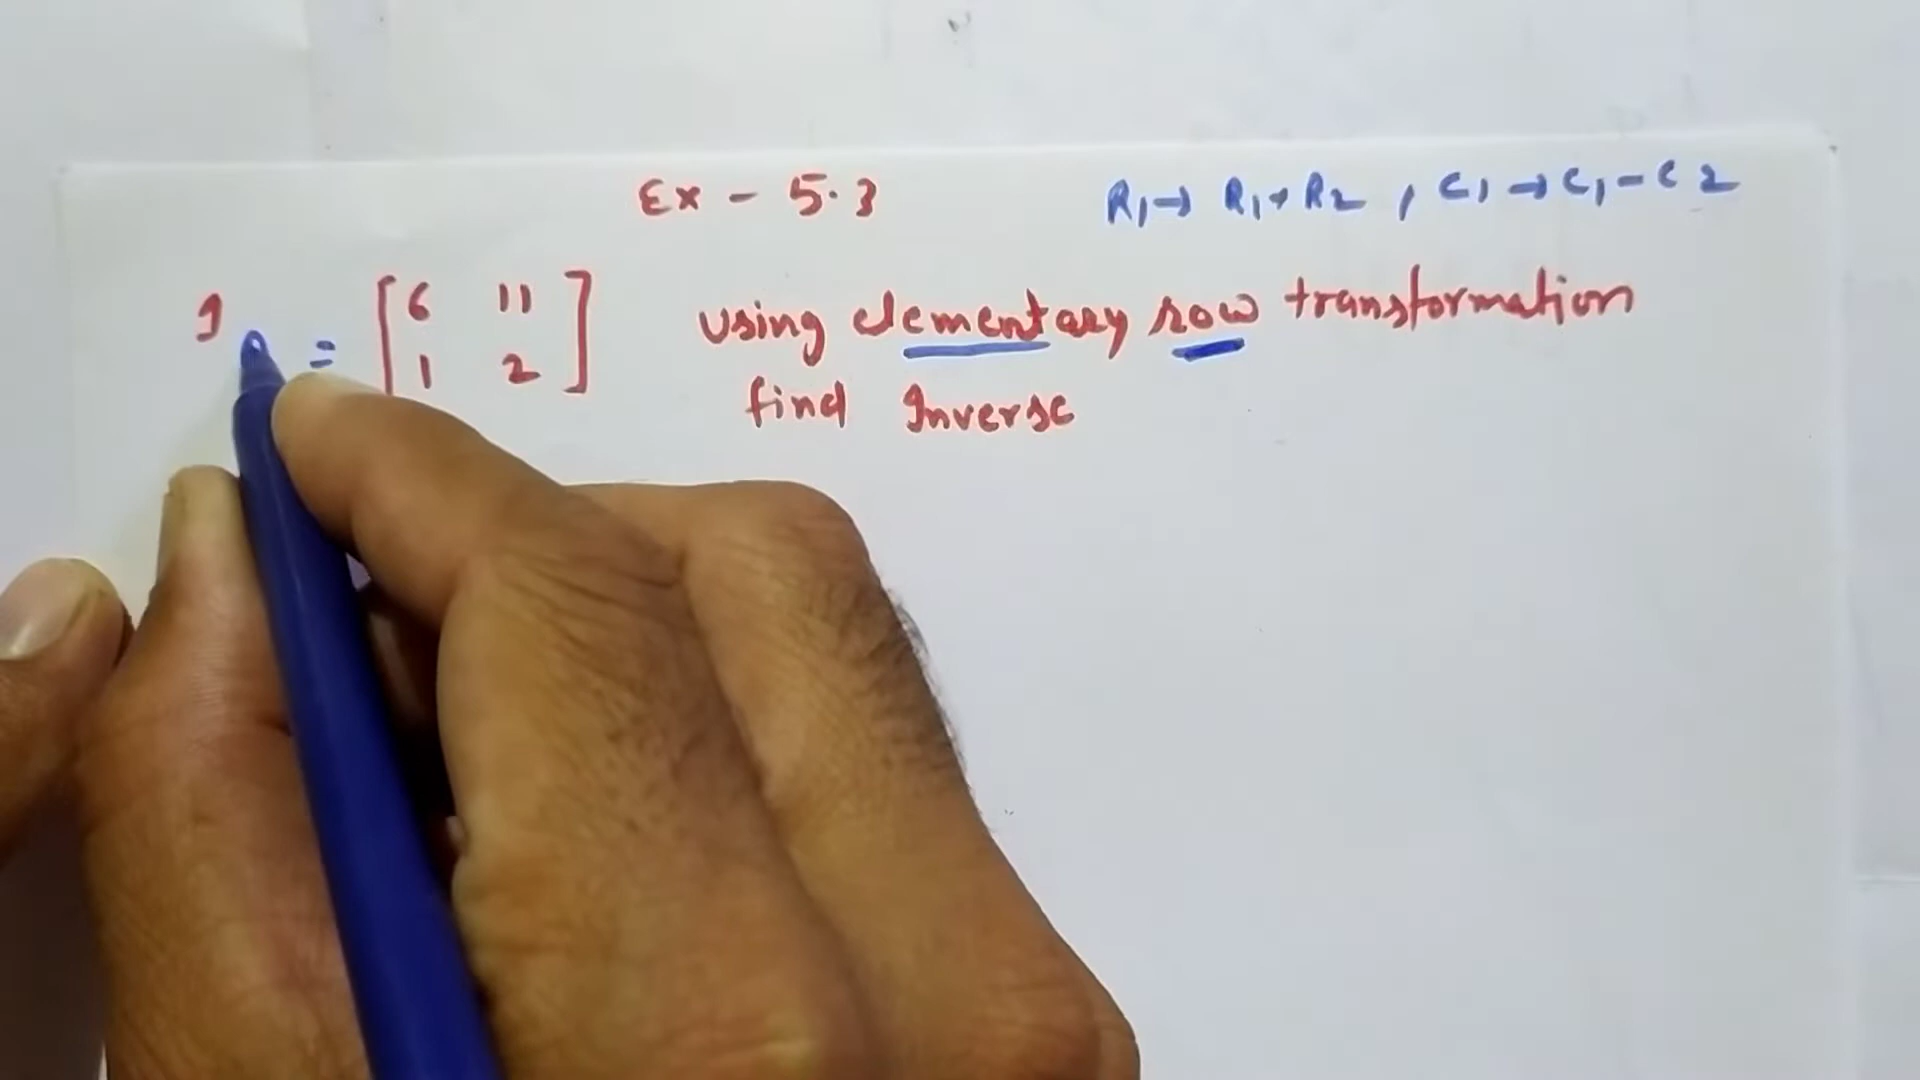 Ex - 5.3
R1 → R1 + R2 , C1 → C1 - C2
1 = [ 6 11
1 2 ]
using elementary row transformation
find Inverse